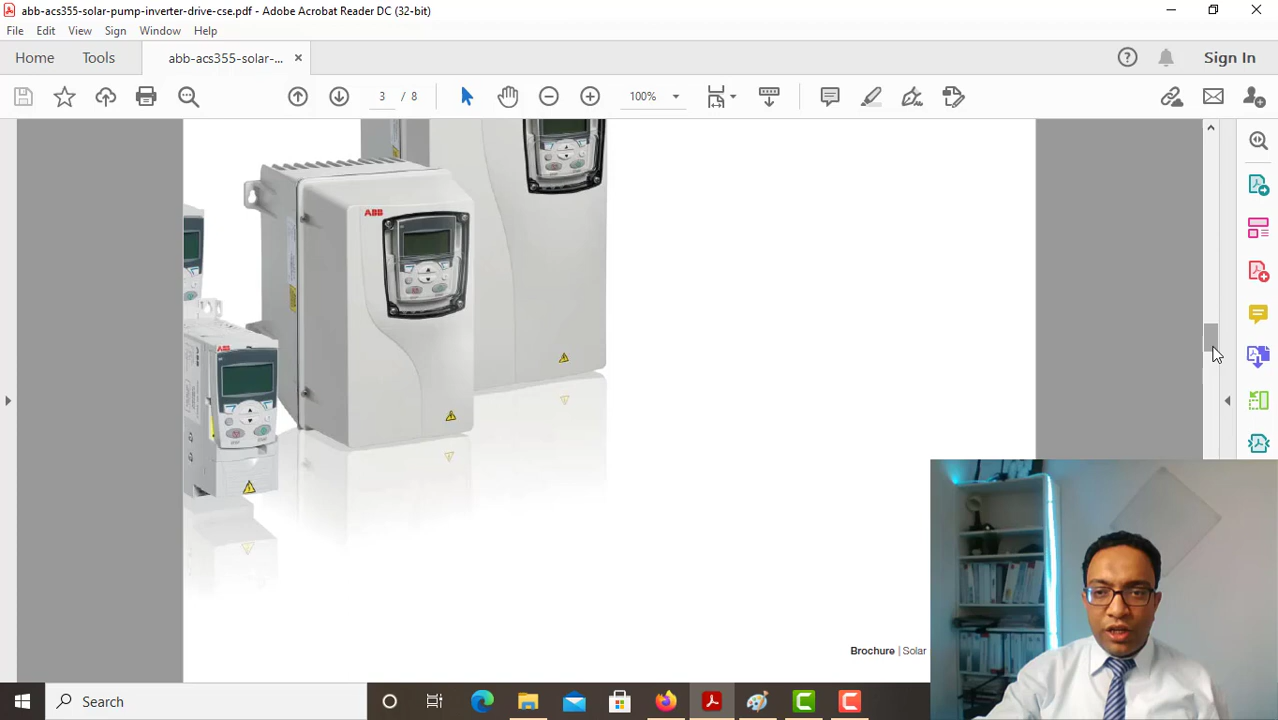 abb-acs355-solar-pump-inverter-drive-cse.pdf - Adobe Acrobat Reader DC (32-bit)
File Edit View Sign Window Help
Home Tools abb-acs355-solar-... × Sign In
3 / 8 100%
ABB
ABB
Brochure | Solar
Search